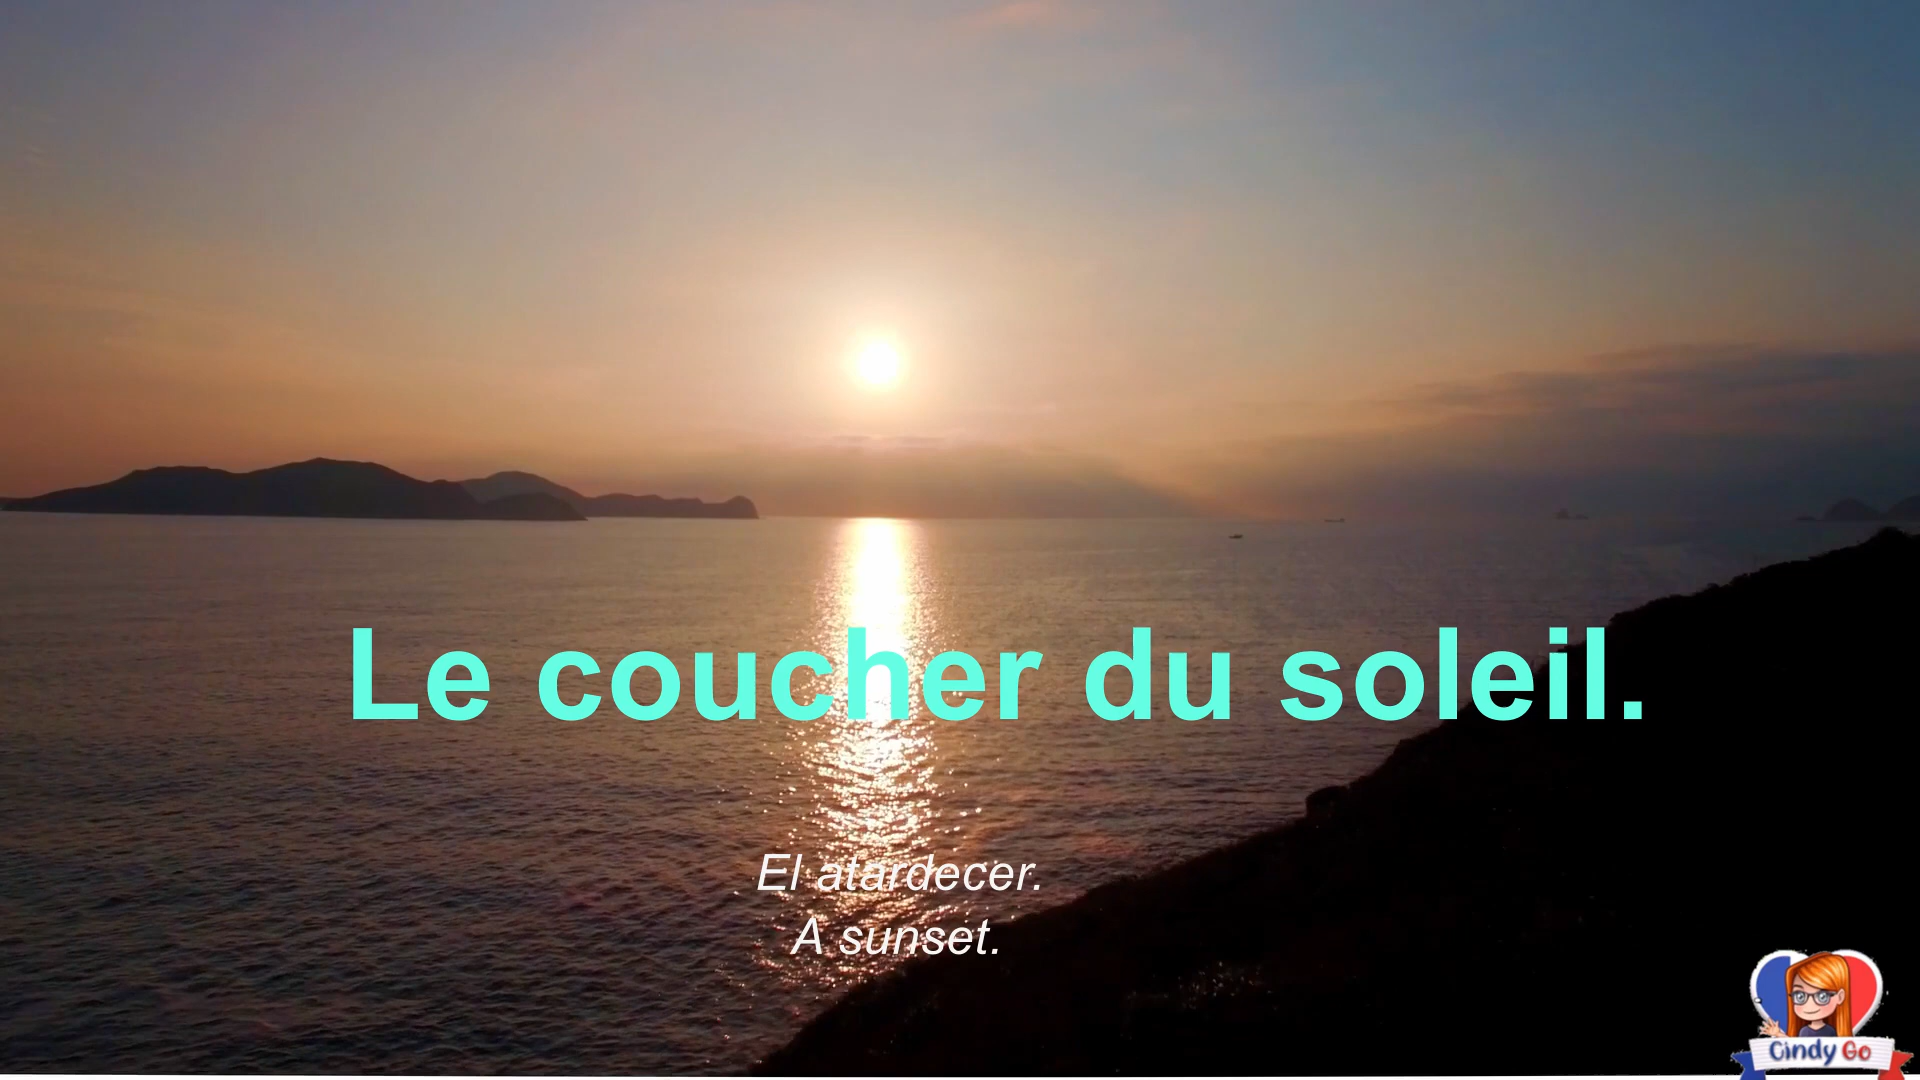 Le coucher du soleil.
El atardecer.
A sunset.
Cindy Go